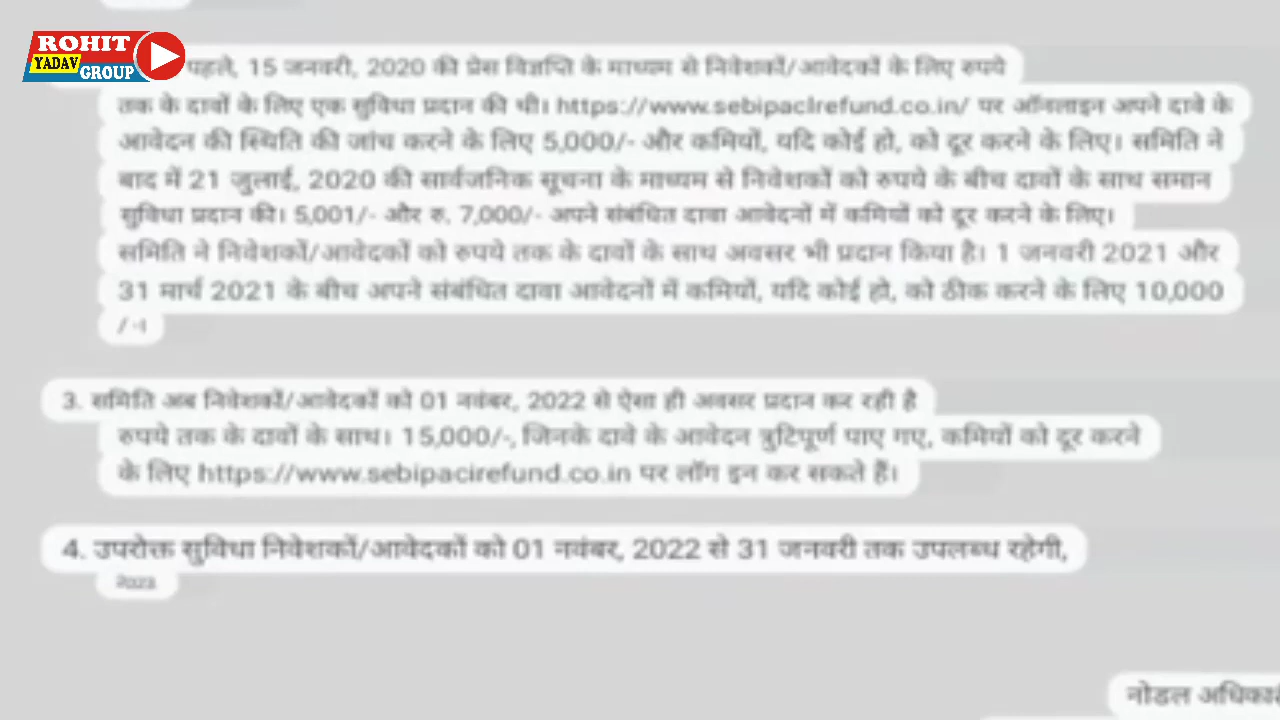 ROHIT
YADAV
GROUP
पहले, 15 जनवरी, 2020 की प्रेस विज्ञप्ति के माध्यम से निवेशकों/आवेदकों के लिए रुपये
तक के दावों के लिए एक सुविधा प्रदान की थी। https://www.sebipaclrefund.co.in/ पर ऑनलाइन अपने दावे के
आवेदन की स्थिति की जांच करने के लिए 5,000/- और कमियों, यदि कोई हो, को दूर करने के लिए। समिति ने
बाद में 21 जुलाई, 2020 की सार्वजनिक सूचना के माध्यम से निवेशकों को रुपये के बीच दावों के साथ समान
सुविधा प्रदान की। 5,001/- और रु. 7,000/- अपने संबंधित दावा आवेदनों में कमियों को दूर करने के लिए।
समिति ने निवेशकों/आवेदकों को रुपये तक के दावों के साथ अवसर भी प्रदान किया है। 1 जनवरी 2021 और
31 मार्च 2021 के बीच अपने संबंधित दावा आवेदनों में कमियों, यदि कोई हो, को ठीक करने के लिए 10,000
/-।
3. समिति अब निवेशकों/आवेदकों को 01 नवंबर, 2022 से ऐसा ही अवसर प्रदान कर रही है
रुपये तक के दावों के साथ। 15,000/-, जिनके दावे के आवेदन त्रुटिपूर्ण पाए गए, कमियों को दूर करने
के लिए https://www.sebipacirefund.co.in पर लॉग इन कर सकते हैं।
4. उपरोक्त सुविधा निवेशकों/आवेदकों को 01 नवंबर, 2022 से 31 जनवरी तक उपलब्ध रहेगी,
2023
नोडल अधिकारी